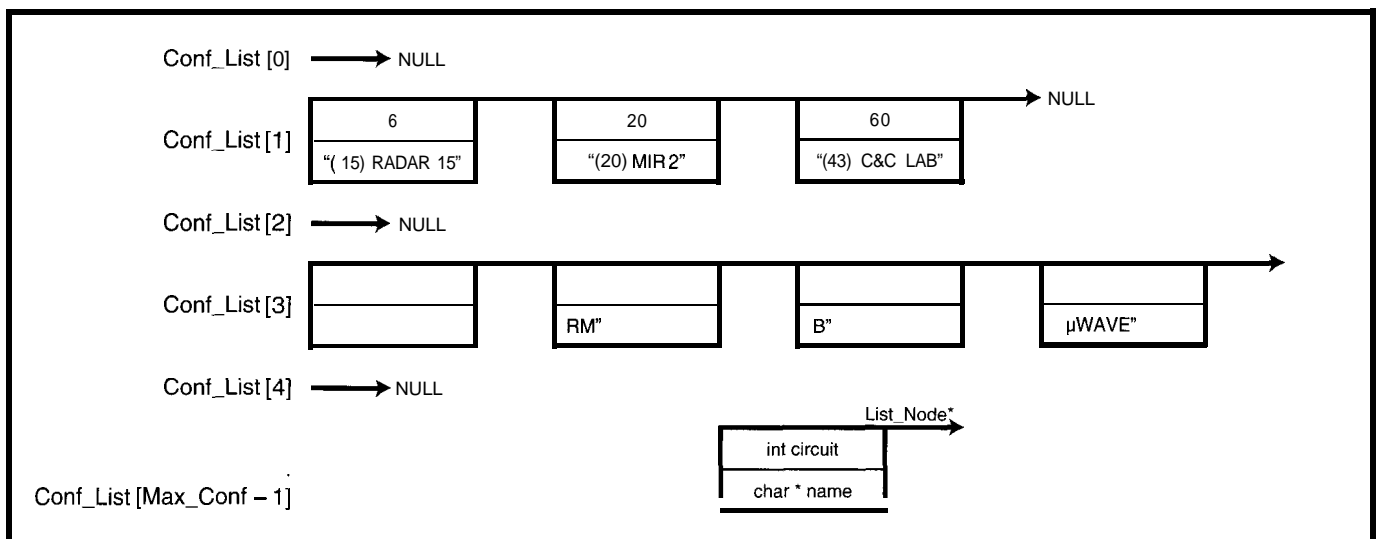 Conf_List [0] NULL
NULL
Conf_List [1] 6 20 60
“( 15) RADAR 15” “(20) MIR 2” “(43) C&C LAB”
Conf_List [2] NULL
Conf_List [3]
RM” B” µWAVE”
Conf_List [4] NULL
List_Node*
int circuit
Conf_List [Max_Conf – 1] char * name